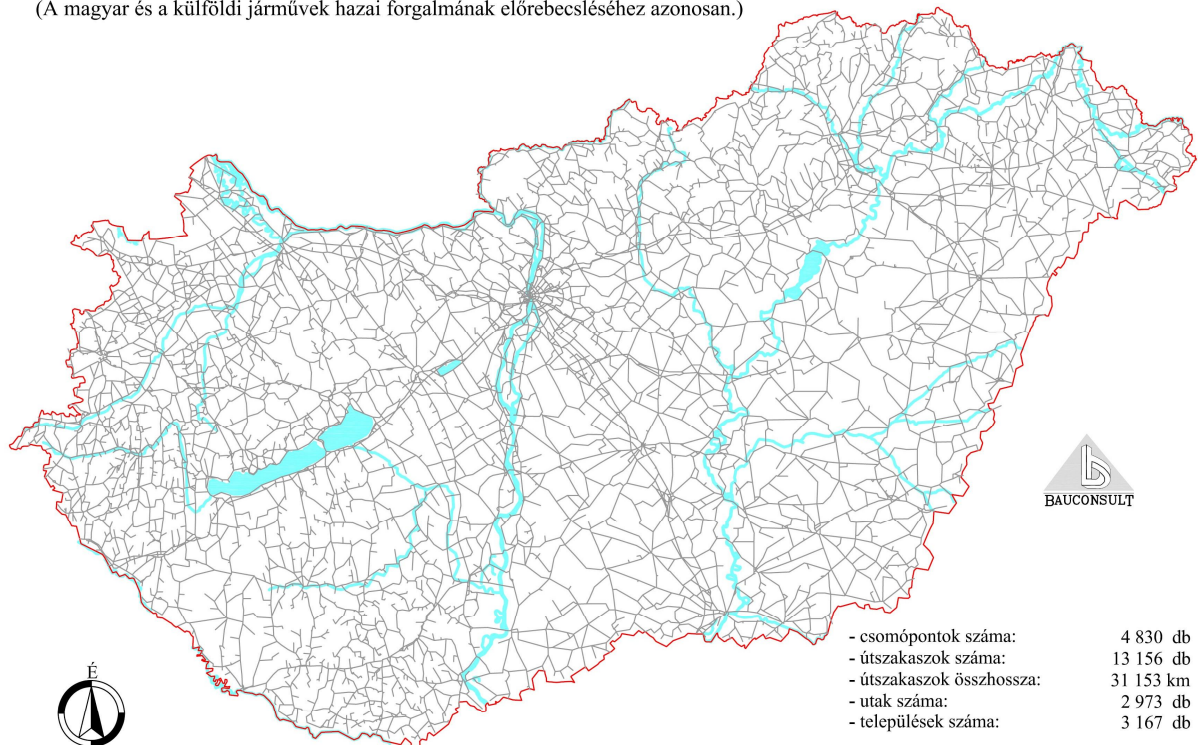 (A magyar és a külföldi járművek hazai forgalmának előrebecsléséhez azonosan.)
BAUCONSULT
- csomópontok száma: 4 830 db
- útszakaszok száma: 13 156 db
- útszakaszok összhossza: 31 153 km
- utak száma: 2 973 db
- települések száma: 3 167 db
É